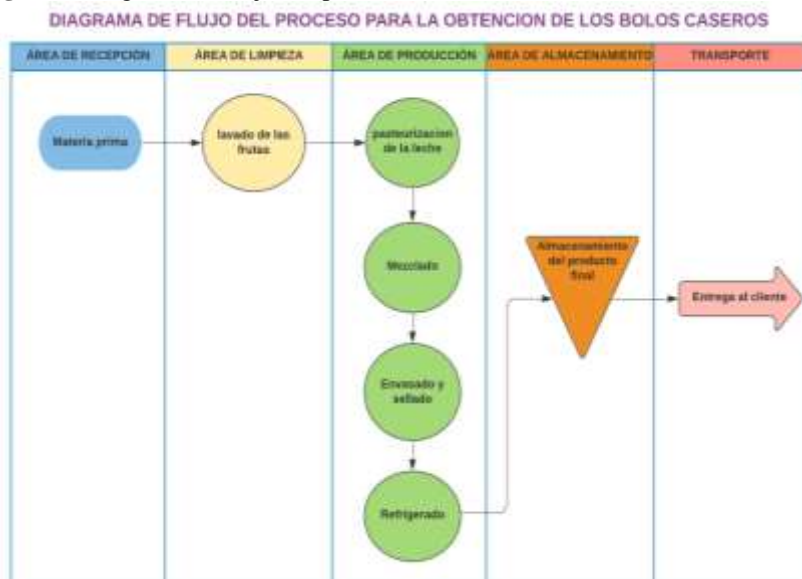 DIAGRAMA DE FLUJO DEL PROCESO PARA LA OBTENCION DE LOS BOLOS CASEROS
ÁREA DE RECEPCIÓN
ÁREA DE LIMPIEZA
ÁREA DE PRODUCCIÓN
ÁREA DE ALMACENAMIENTO
TRANSPORTE
Materia prima
lavado de las
frutas
pasteurizacion
de la leche
Mezclado
Envasado y
sellado
Refrigerado
Almacenamiento
del producto
final
Entrega al cliente